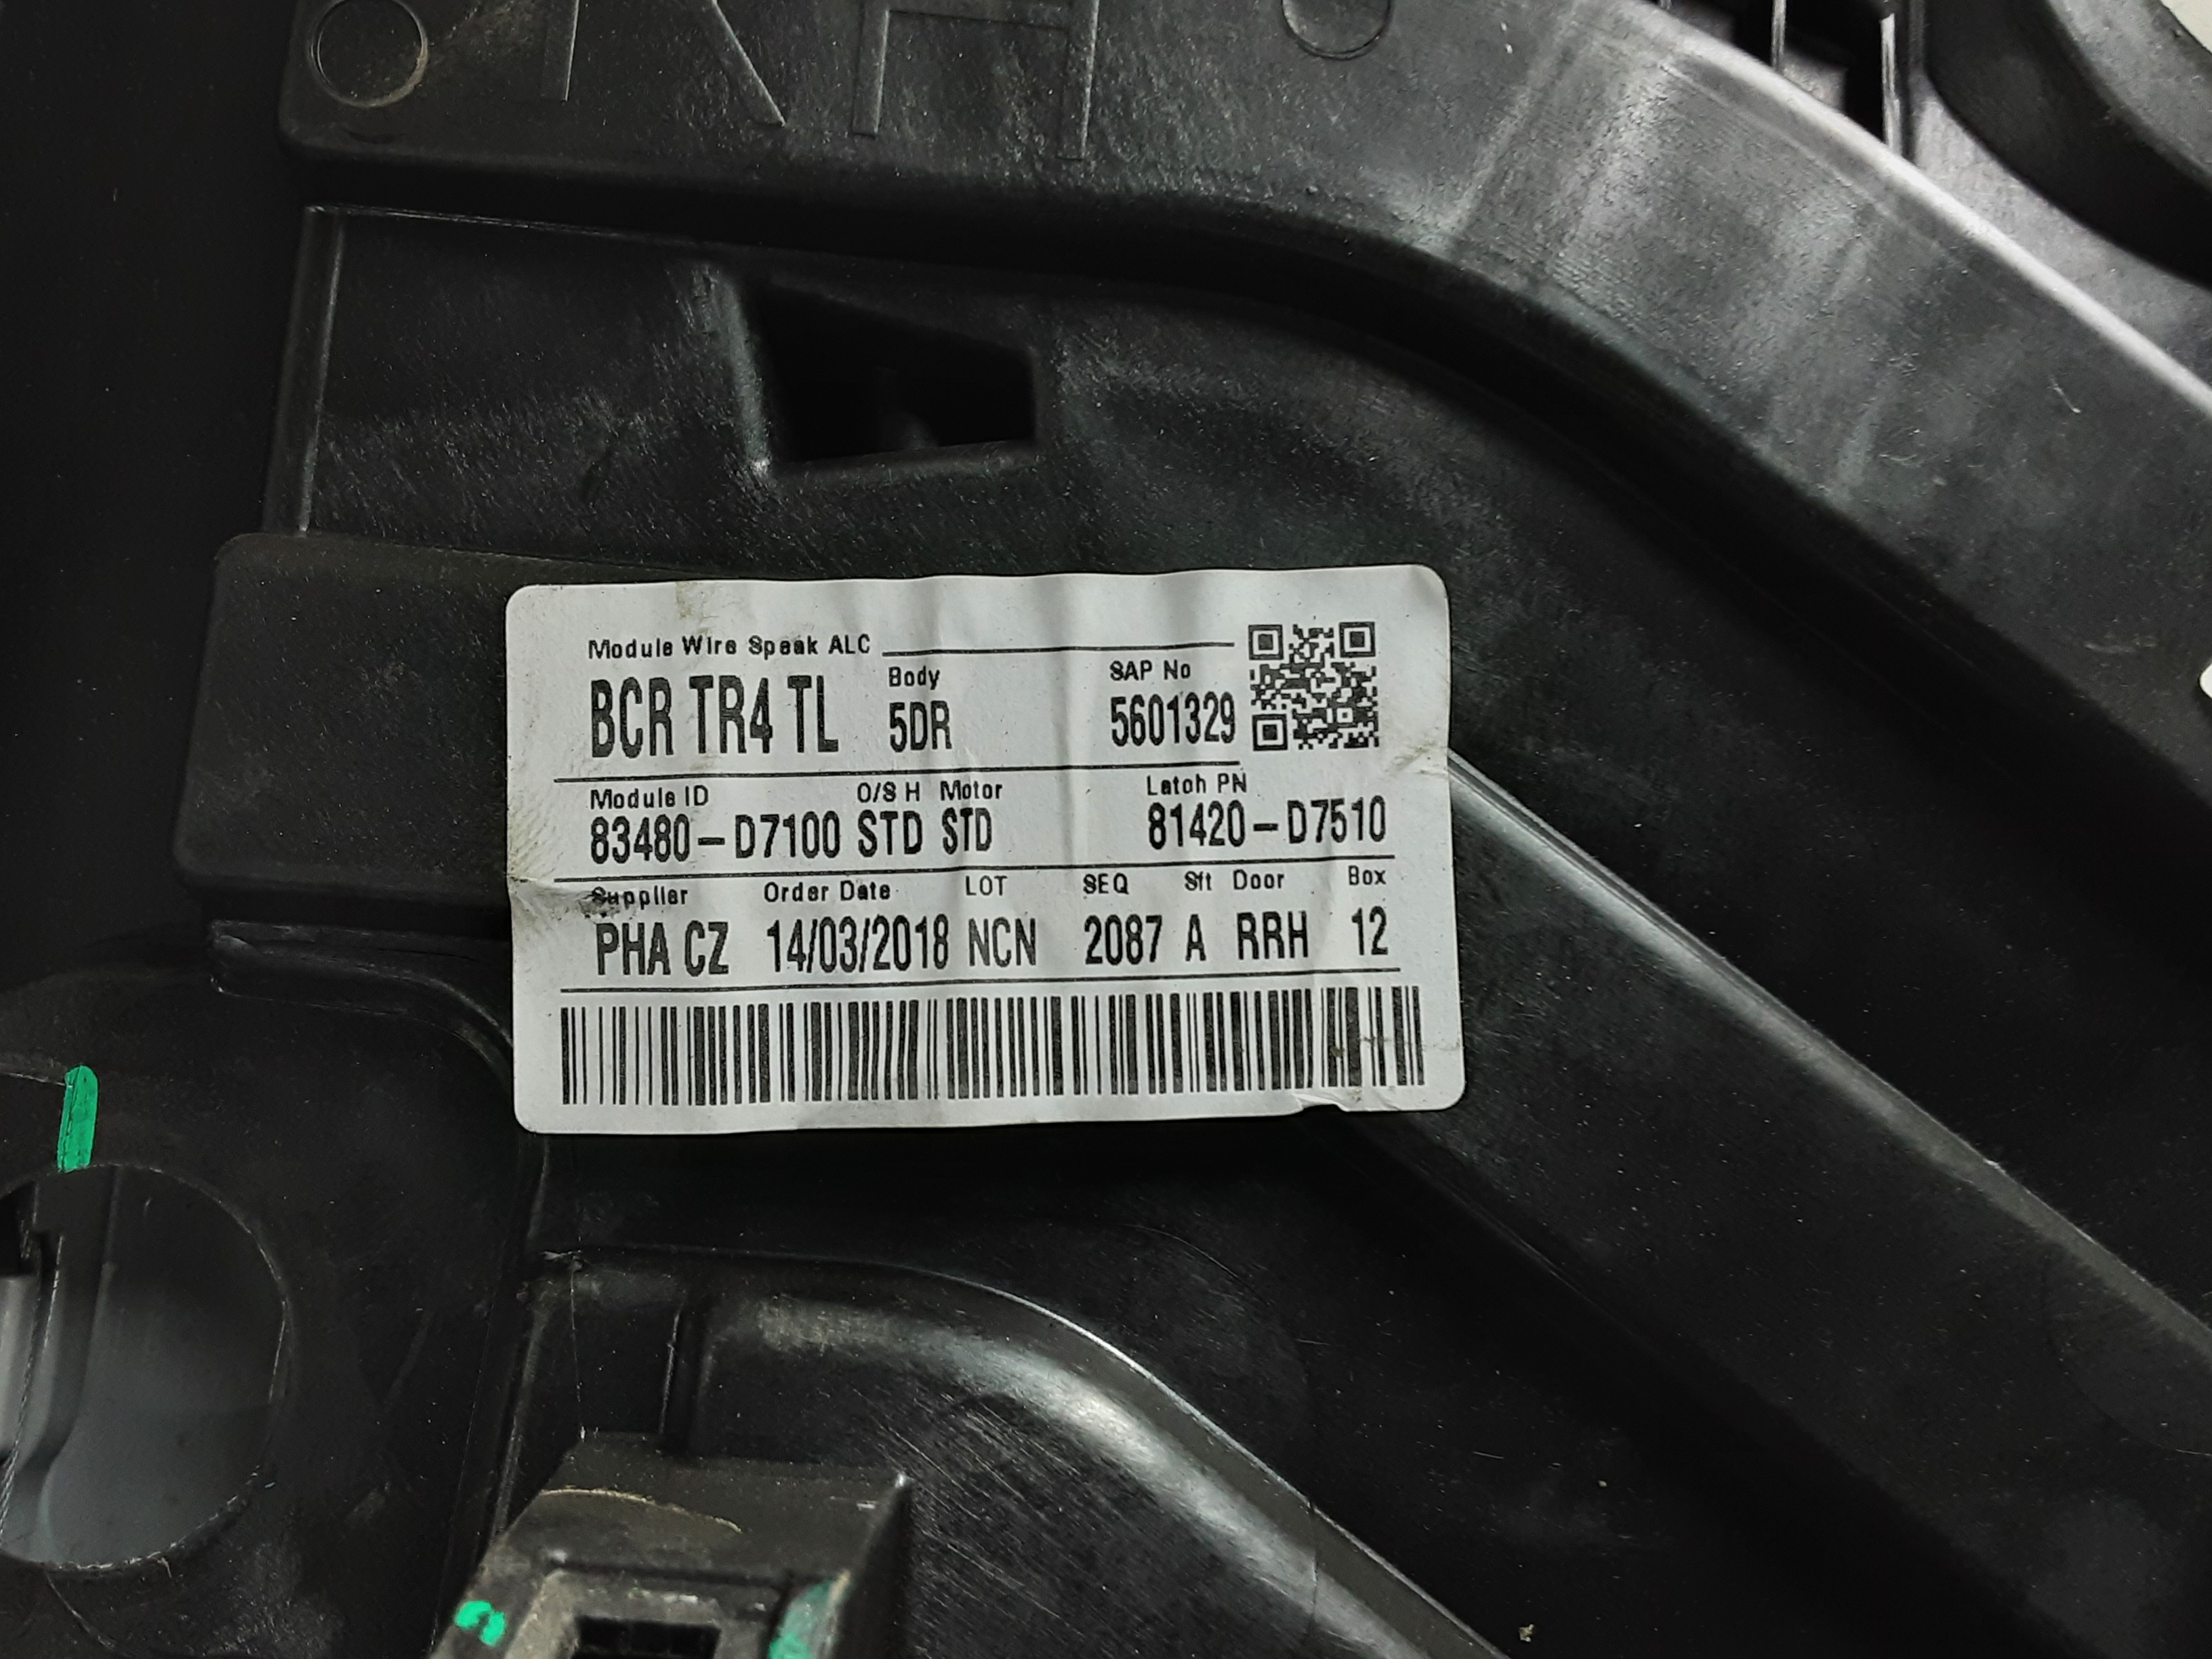 RH
Module Wire Speak ALC
Body SAP No
BCR TR4 TL 5DR 5601329
Module ID O/S H Motor Latch PN
83480-D7100 STD STD 81420-D7510
Supplier Order Date LOT SEQ Sft Door Box
PHA CZ 14/03/2018 NCN 2087 A RRH 12